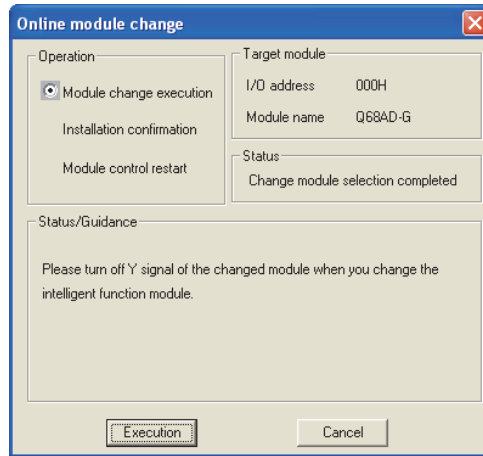 Online module change
Operation
Module change execution
Installation confirmation
Module control restart
Target module
I/O address 000H
Module name Q68AD-G
Status
Change module selection completed
Status/Guidance
Please turn off Y signal of the changed module when you change the
intelligent function module.
Execution Cancel